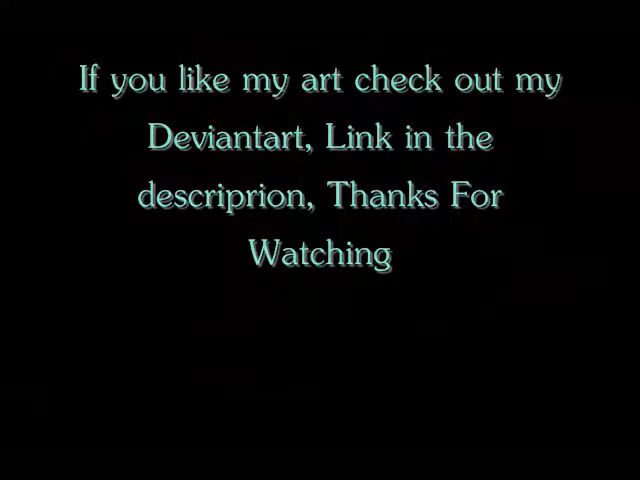 If you like my art check out my
Deviantart, Link in the
descriprion, Thanks For
Watching